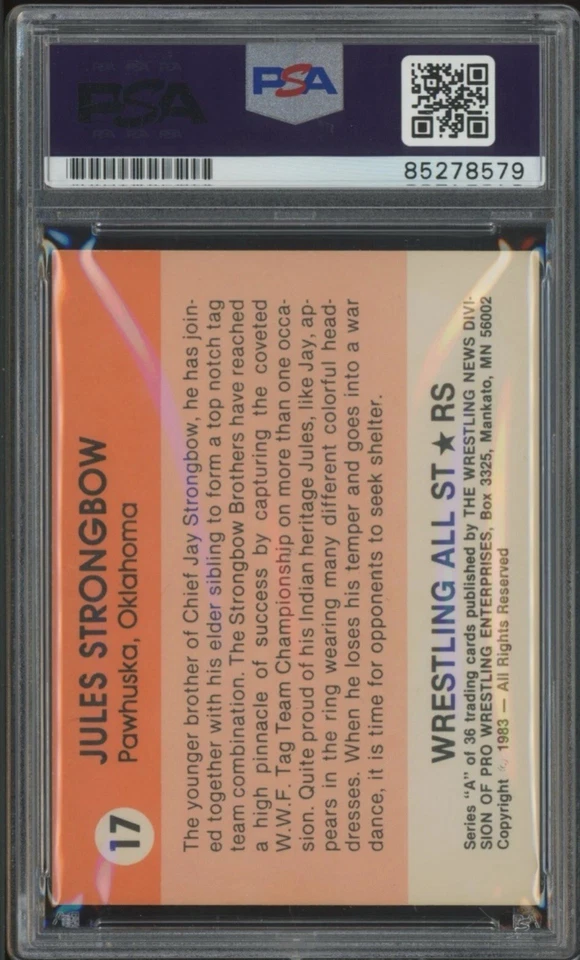 PSA
PSA
85278579
17
JULES STRONGBOW
Pawhuska, Oklahoma
The younger brother of Chief Jay Strongbow, he has join-
ed together with his elder sibling to form a top notch tag
team combination. The Strongbow Brothers have reached
a high pinnacle of success by capturing the coveted
W.W.F. Tag Team Championship on more than one occa-
sion. Quite proud of his Indian heritage Jules, like Jay, ap-
pears in the ring wearing many different colorful head-
dresses. When he loses his temper and goes into a war
dance, it is time for opponents to seek shelter.
WRESTLING ALL ST★RS
Series "A" of 36 trading cards published by THE WRESTLING NEWS DIVI-
SION OF PRO WRESTLING ENTERPRISES, Box 3325, Mankato, MN 56002
Copyright © 1983 — All Rights Reserved